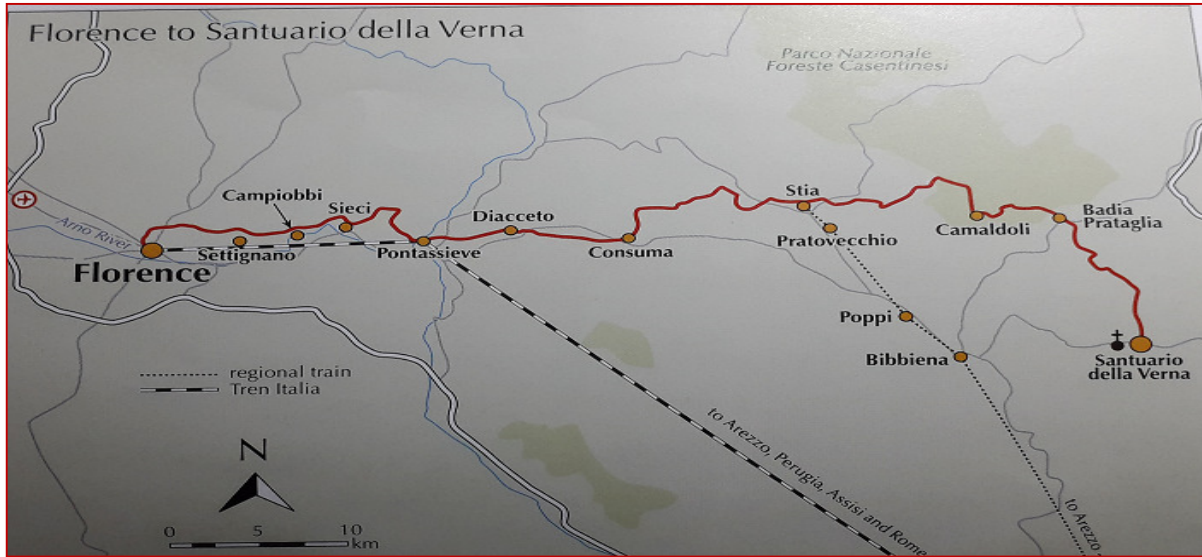 Florence to Santuario della Verna
Parco Nazionale
Foreste Casentinesi
Campiobbi
Sieci
Stia
Diacceto
Badia
Prataglia
Arno River
Camaldoli
Pratovecchio
Settignano
Pontassieve
Consuma
Florence
Poppi
Bibbiena
Santuario
della Verna
regional train
Tren Italia
to Arezzo, Perugia, Assisi and Rome
to Arezzo
N
0 5 10
km